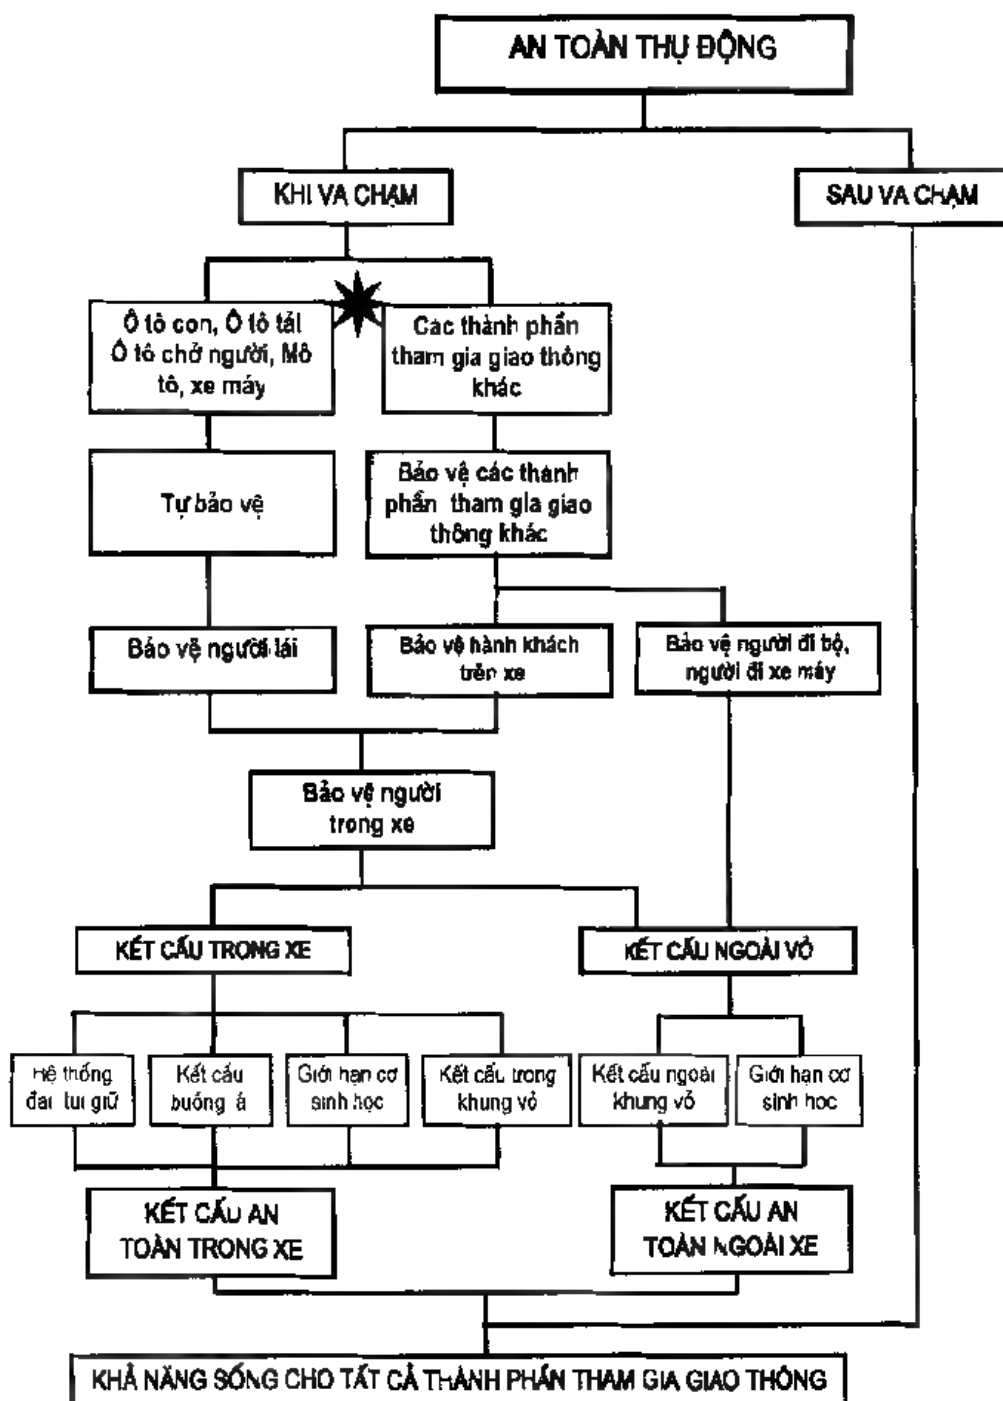 AN TOÀN THỤ ĐỘNG
KHI VA CHẠM
SAU VA CHẠM
Ô tô con, Ô tô tải
Ô tô chở người, Mô
tô, xe máy
Các thành phần
tham gia giao thông
khác
Tự bảo vệ
Bảo vệ các thành
phần tham gia giao
thông khác
Bảo vệ người lái
Bảo vệ hành khách
trên xe
Bảo vệ người đi bộ,
người đi xe máy
Bảo vệ người
trong xe
KẾT CẤU TRONG XE
KẾT CẤU NGOÀI VỎ
Hệ thống
đai túi giữ
Kết cấu
buồng
Giới hạn cơ
sinh học
Kết cấu trong
khung vỏ
Kết cấu ngoài
khung vỏ
Giới hạn cơ
sinh học
KẾT CẤU AN
TOÀN TRONG XE
KẾT CẤU AN
TOÀN NGOÀI XE
KHẢ NĂNG SỐNG CHO TẤT CẢ THÀNH PHẦN THAM GIA GIAO THÔNG